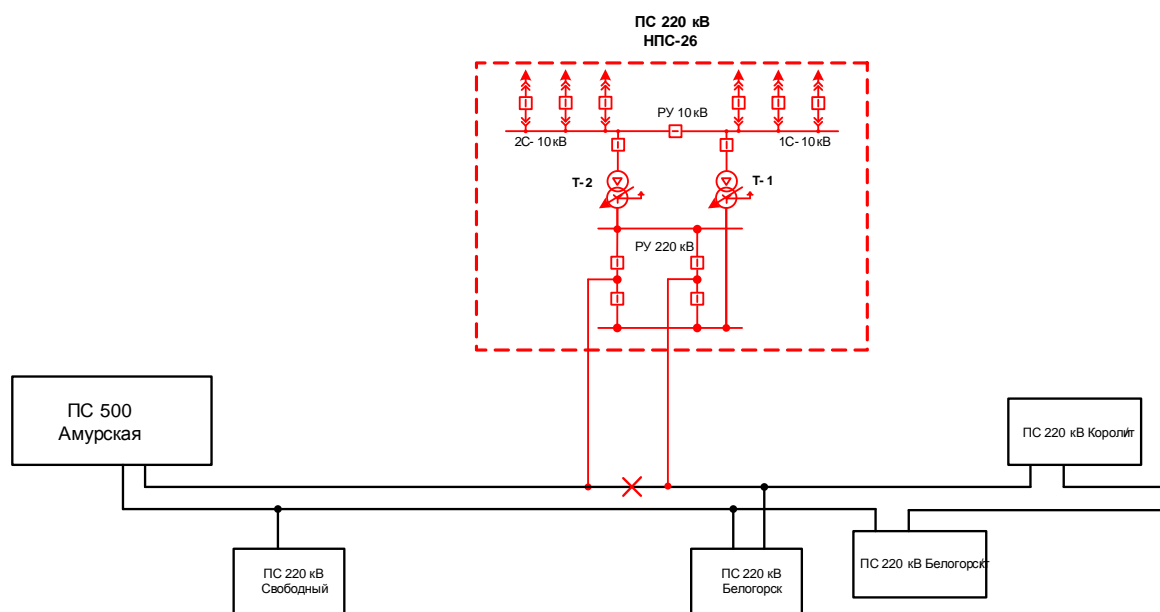 ПС 220 кВ
НПС-26
РУ 10 кВ
2С- 10 кВ
1С- 10 кВ
Т- 2
Т- 1
РУ 220 кВ
ПС 500
Амурская
ПС 220 кВ Королит
ПС 220 кВ
Свободный
ПС 220 кВ
Белогорск
ПС 220 кВ Белогорск/т